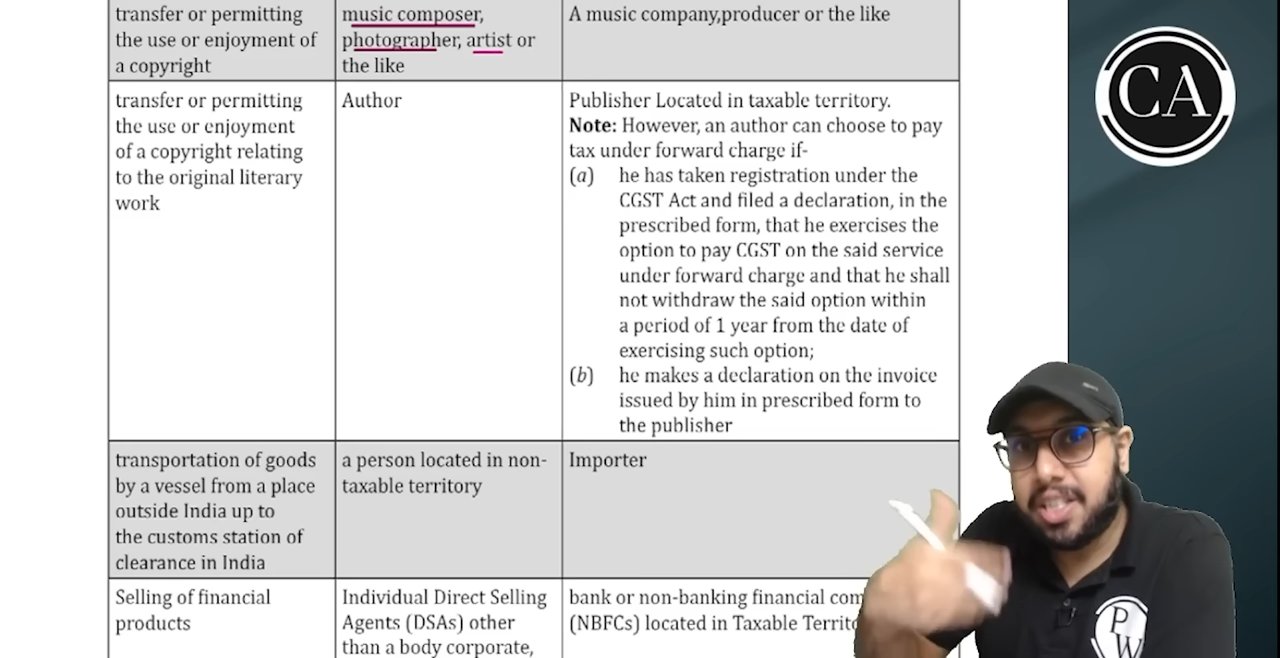 transfer or permitting
the use or enjoyment of
a copyright
music composer,
photographer, artist or
the like
A music company,producer or the like
transfer or permitting
the use or enjoyment
of a copyright relating
to the original literary
work
Author
Publisher Located in taxable territory.
Note: However, an author can choose to pay
tax under forward charge if-
(a) he has taken registration under the
CGST Act and filed a declaration, in the
prescribed form, that he exercises the
option to pay CGST on the said service
under forward charge and that he shall
not withdraw the said option within
a period of 1 year from the date of
exercising such option;
(b) he makes a declaration on the invoice
issued by him in prescribed form to
the publisher
transportation of goods
by a vessel from a place
outside India up to
the customs station of
clearance in India
a person located in non-
taxable territory
Importer
Selling of financial
products
Individual Direct Selling
Agents (DSAs) other
than a body corporate,
bank or non-banking financial
(NBFCs) located in Taxable
CA
P
W